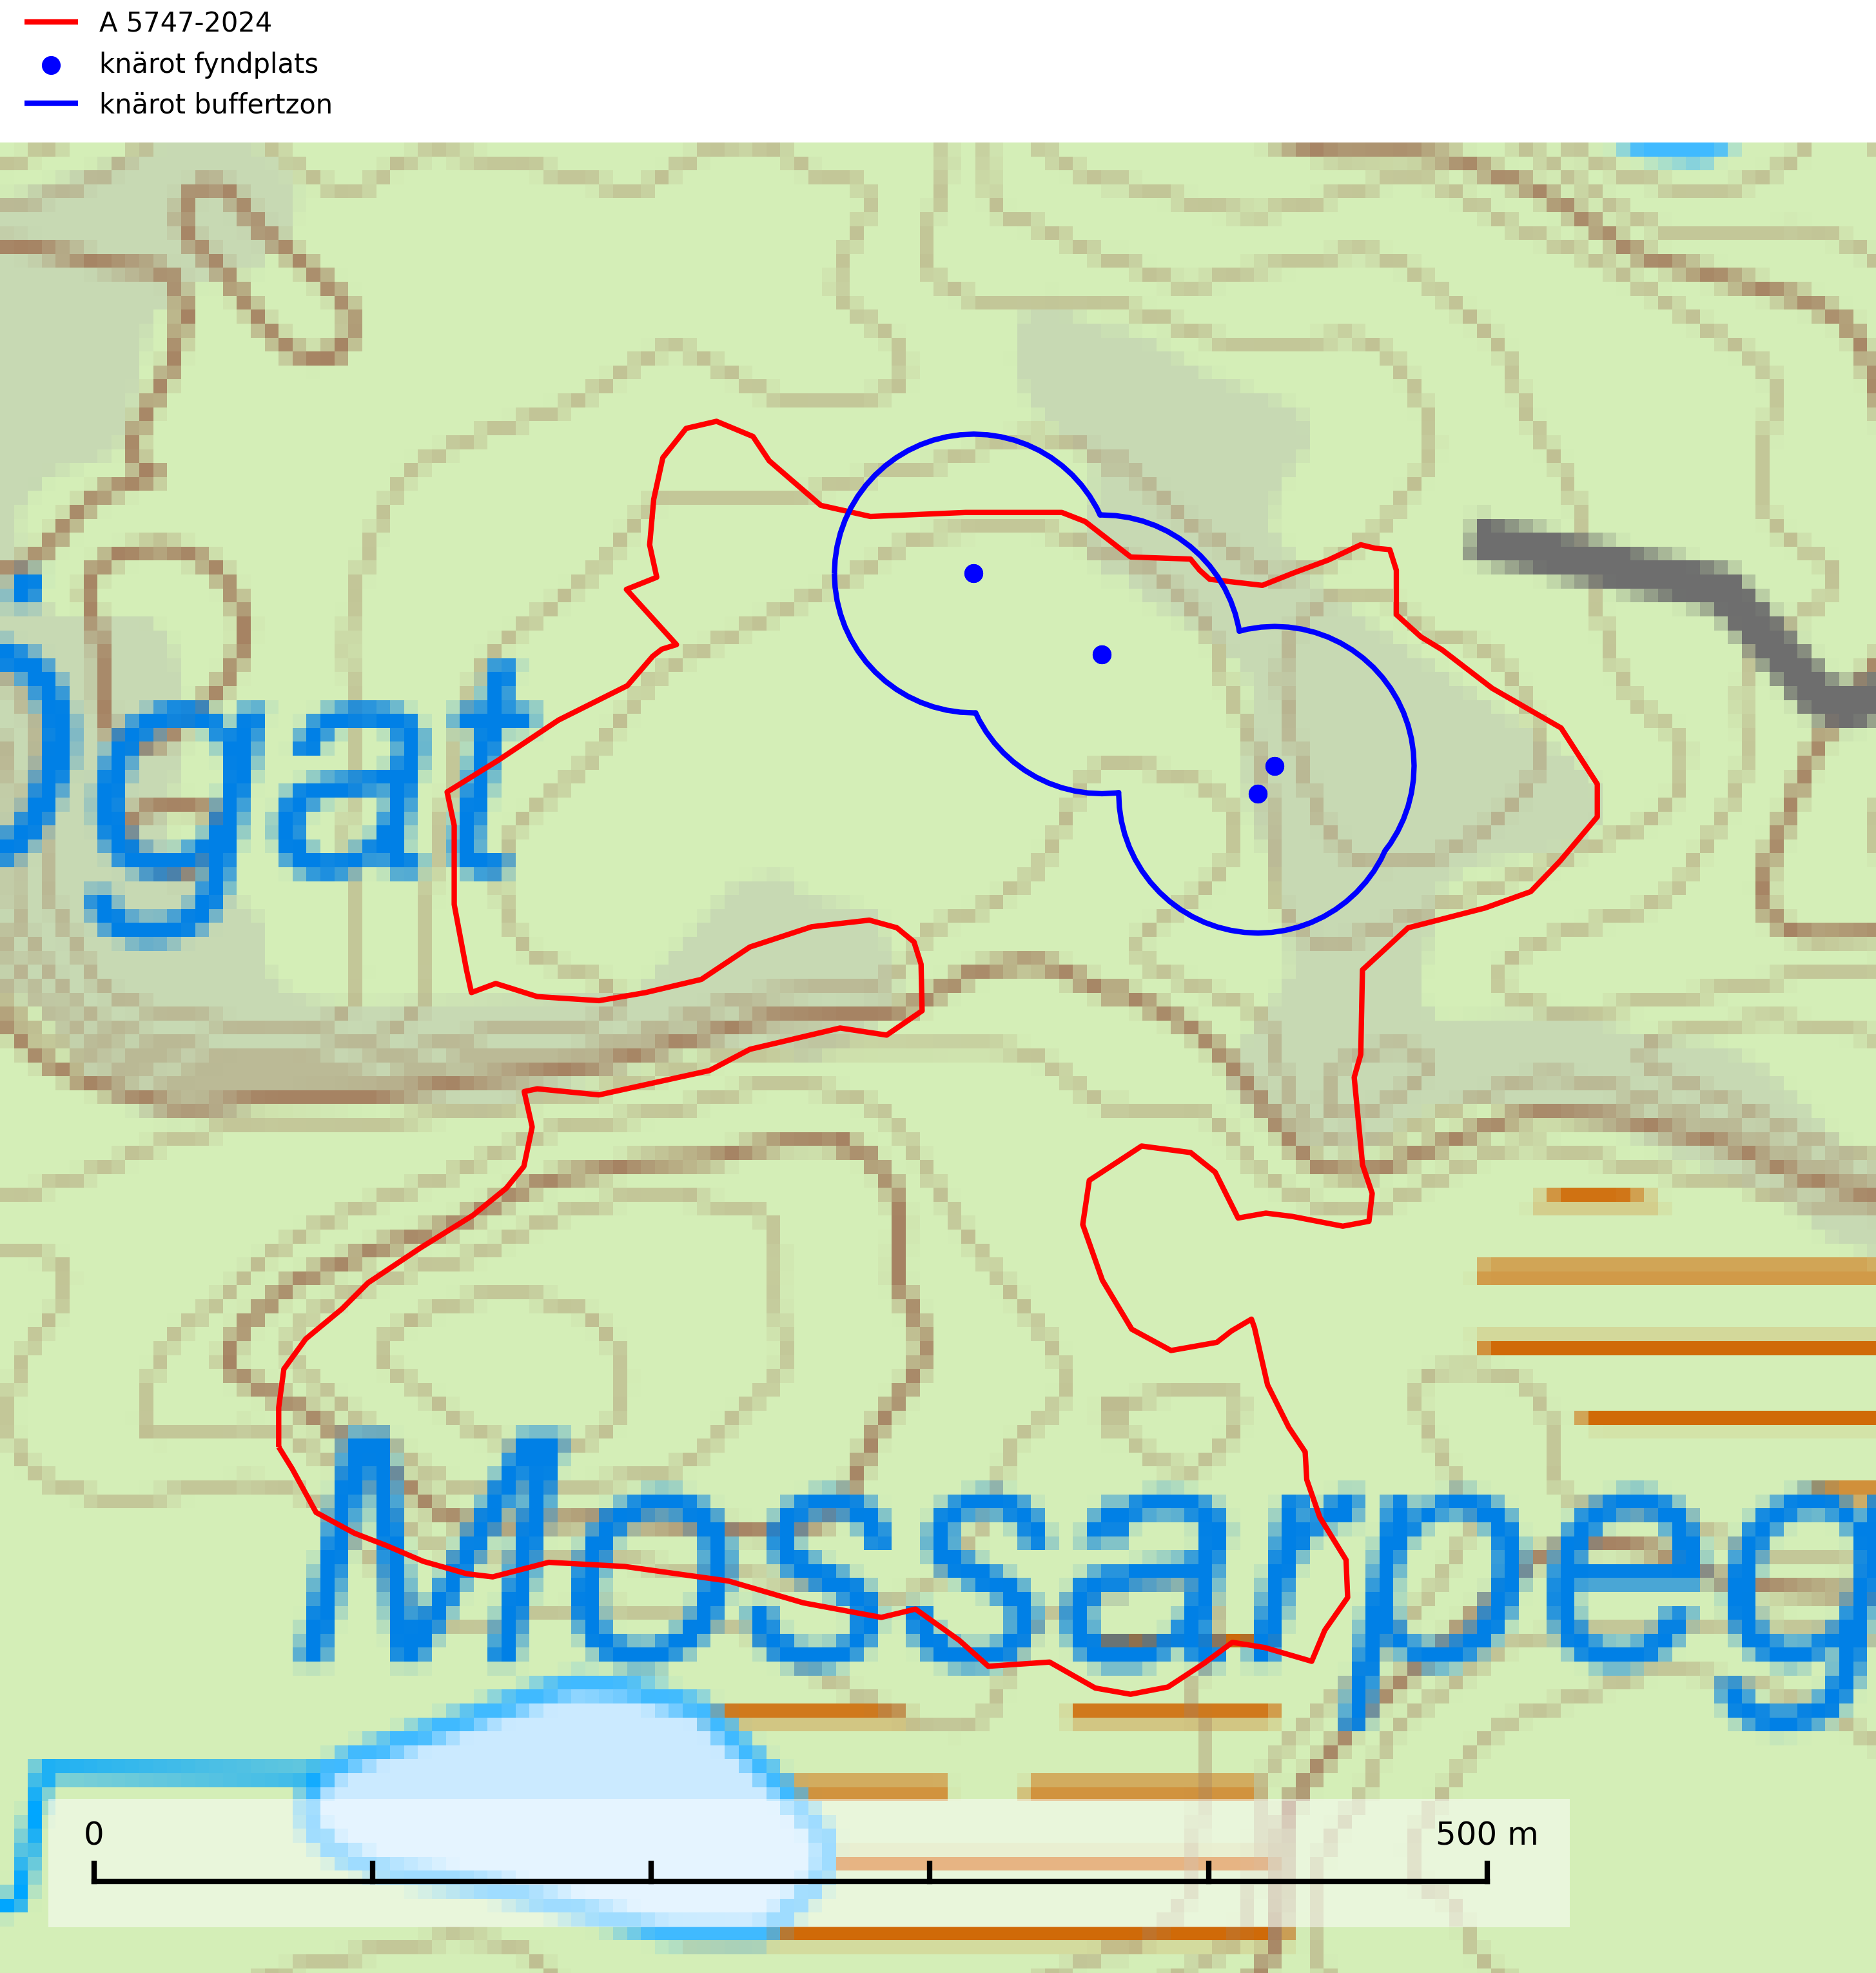 A 5747-2024
knärot fyndplats
knärot buffertzon
gat
Mossarpeg
0 500 m